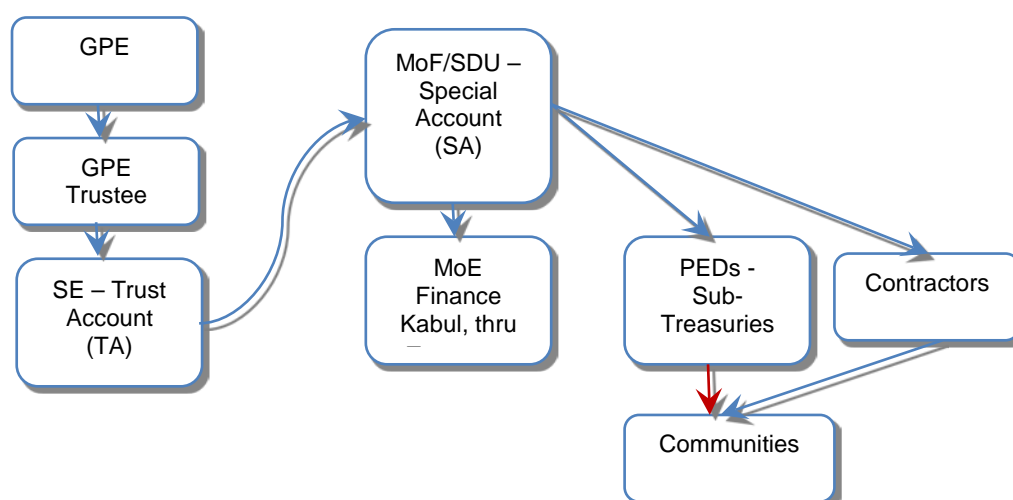 GPE
GPE
Trustee
SE – Trust
Account
(TA)
MoF/SDU –
Special
Account
(SA)
MoE
Finance
Kabul, thru
PEDs -
Sub-
Treasuries
Contractors
Communities